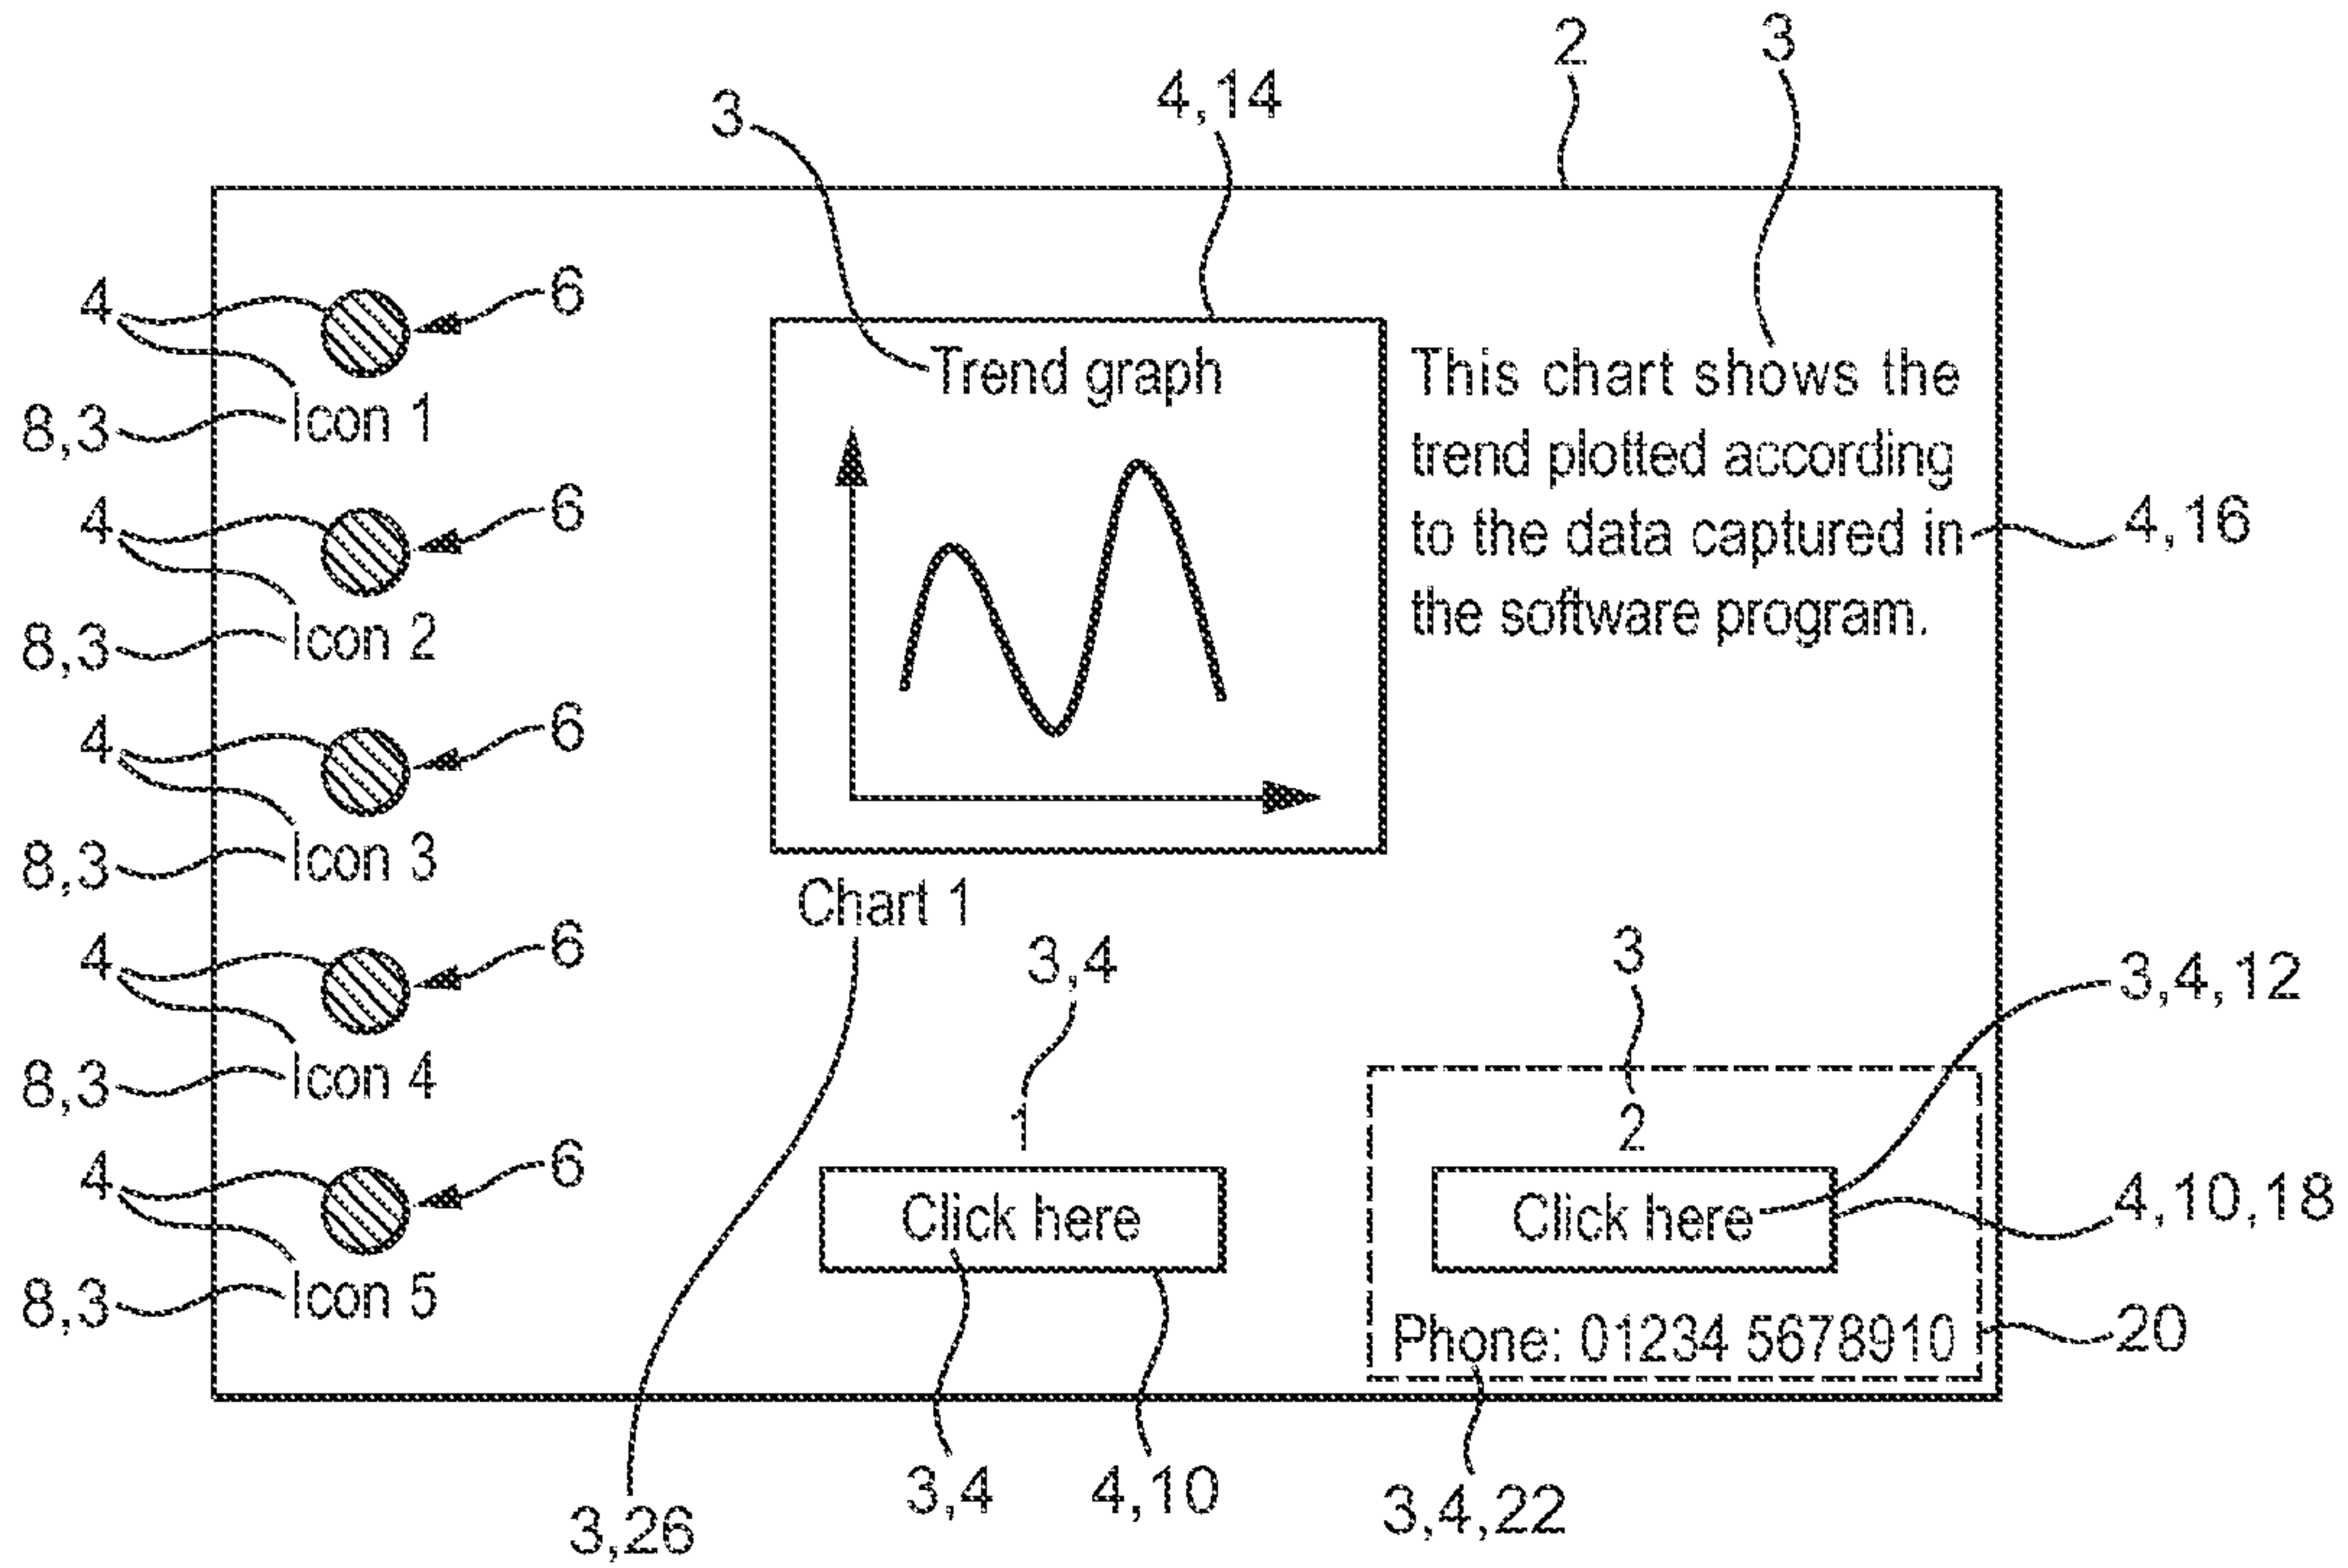 2
3
3
4,14
4
6
Trend graph
This chart shows the
trend plotted according
to the data captured in
the software program.
4,16
8,3
Icon 1
4
6
8,3
Icon 2
4
6
8,3
Icon 3
Chart 1
4
6
3,4
3
3,4,12
8,3
Icon 4
1
2
4
6
Click here
Click here
4,10,18
8,3
Icon 5
Phone: 01234 5678910
20
3,4
4,10
3,4,22
3,26